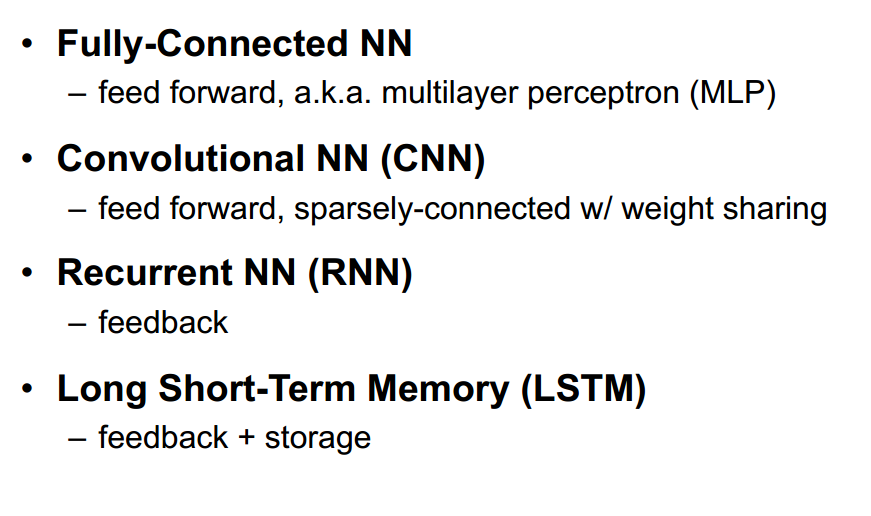 • Fully-Connected NN
– feed forward, a.k.a. multilayer perceptron (MLP)
• Convolutional NN (CNN)
– feed forward, sparsely-connected w/ weight sharing
• Recurrent NN (RNN)
– feedback
• Long Short-Term Memory (LSTM)
– feedback + storage